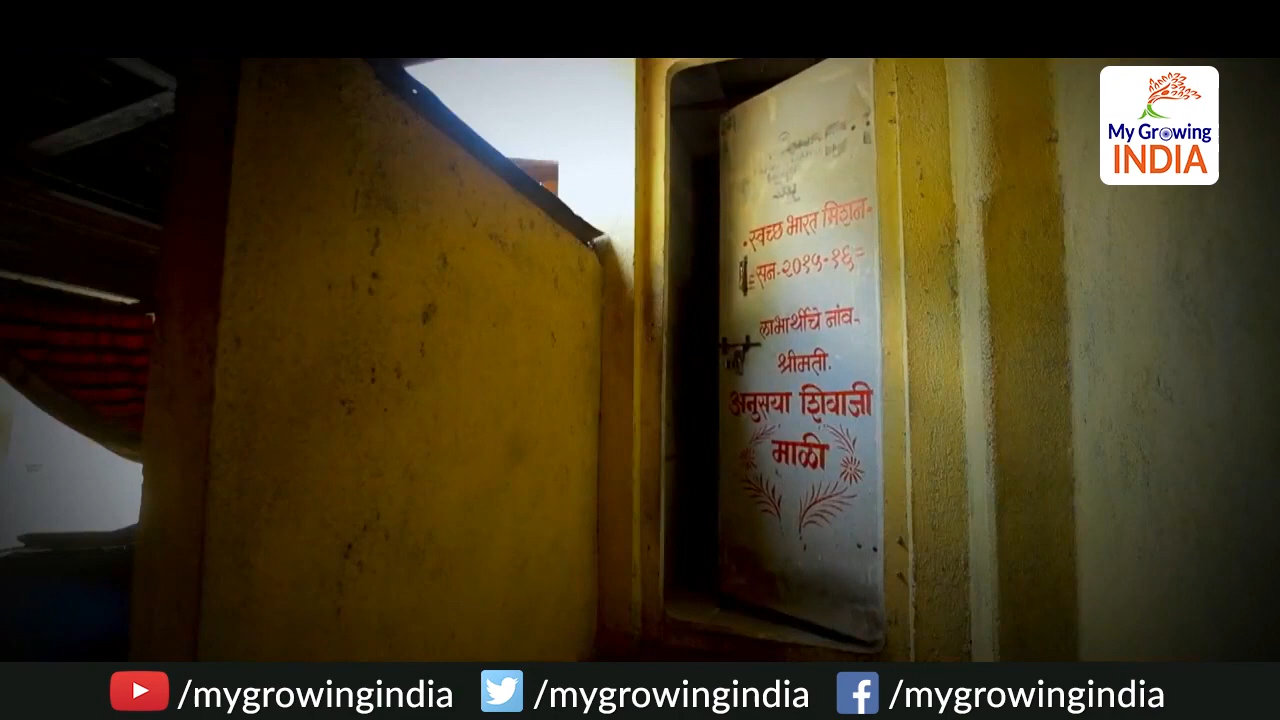 My Growing
INDIA
स्वच्छ भारत मिशन-
=सन-२०१५-१६=
लाभार्थीचे नांव-
श्रीमती.
अनुसया शिवाजी
माळी
/mygrowingindia /mygrowingindia /mygrowingindia